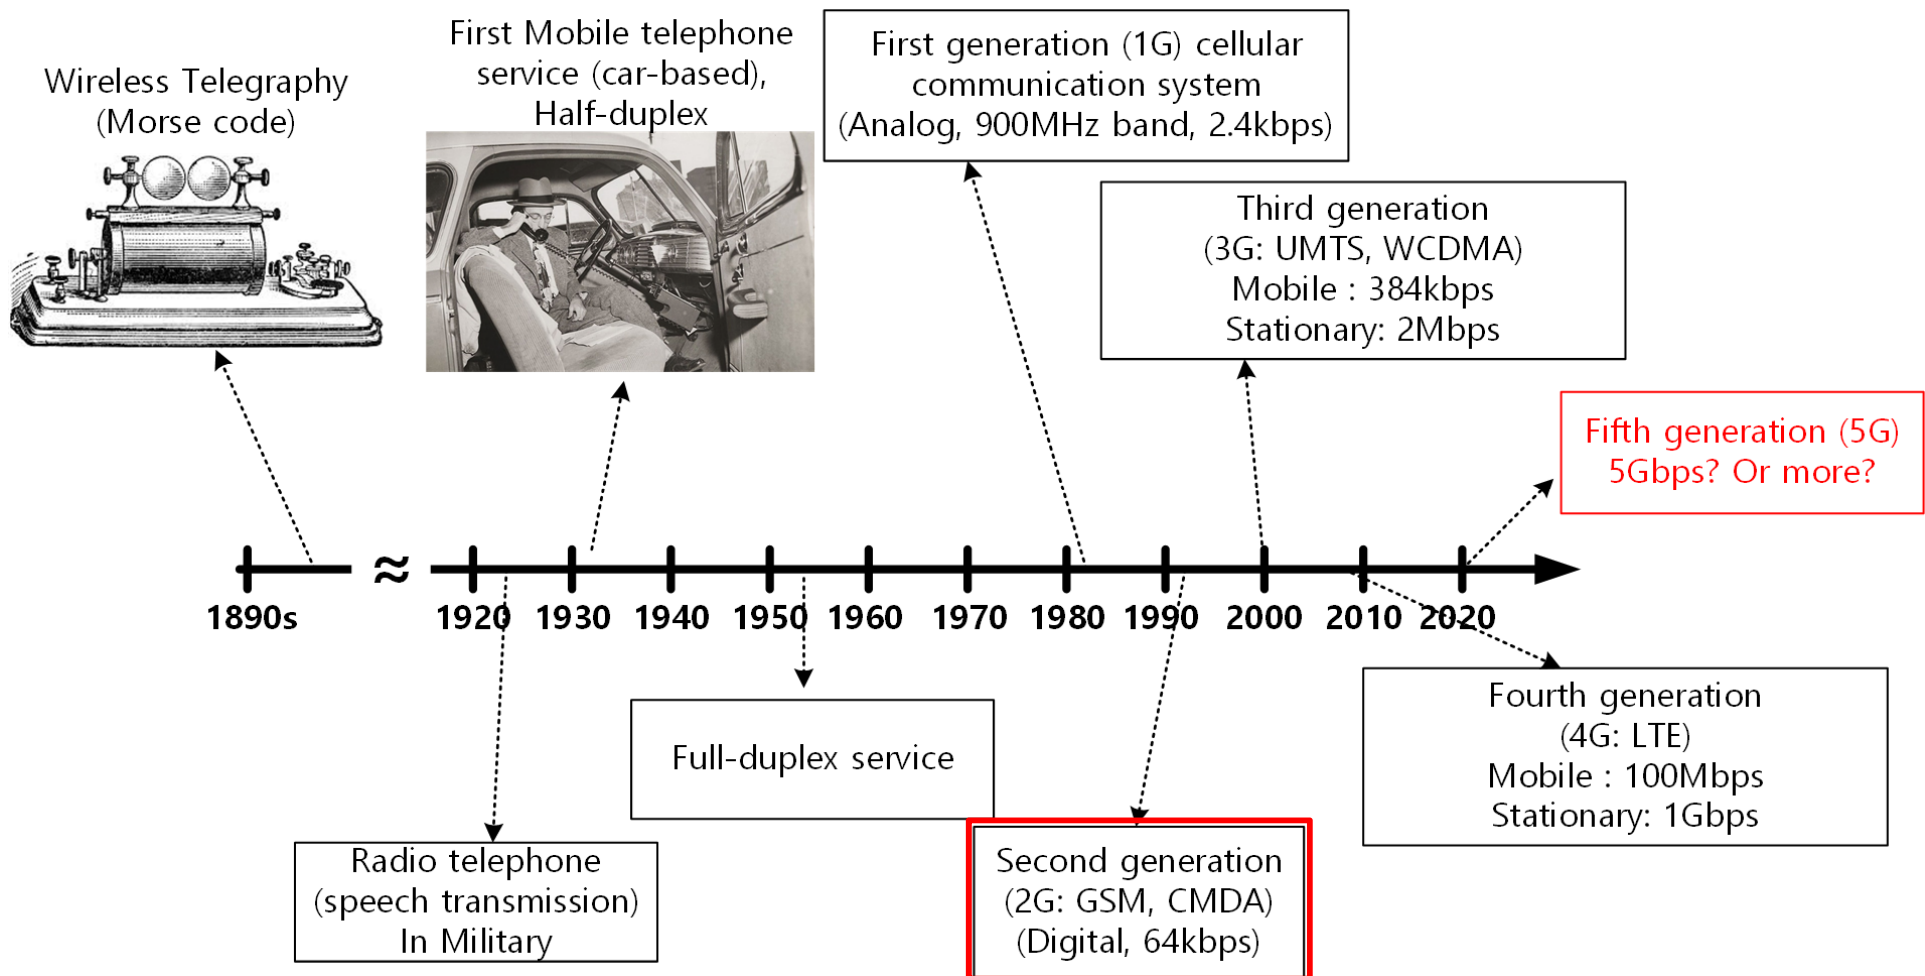 Wireless Telegraphy
(Morse code)
First Mobile telephone
service (car-based),
Half-duplex
First generation (1G) cellular
communication system
(Analog, 900MHz band, 2.4kbps)
Third generation
(3G: UMTS, WCDMA)
Mobile : 384kbps
Stationary: 2Mbps
Fifth generation (5G)
5Gbps? Or more?
≈
1890s 1920 1930 1940 1950 1960 1970 1980 1990 2000 2010 2020
Radio telephone
(speech transmission)
In Military
Full-duplex service
Second generation
(2G: GSM, CMDA)
(Digital, 64kbps)
Fourth generation
(4G: LTE)
Mobile : 100Mbps
Stationary: 1Gbps